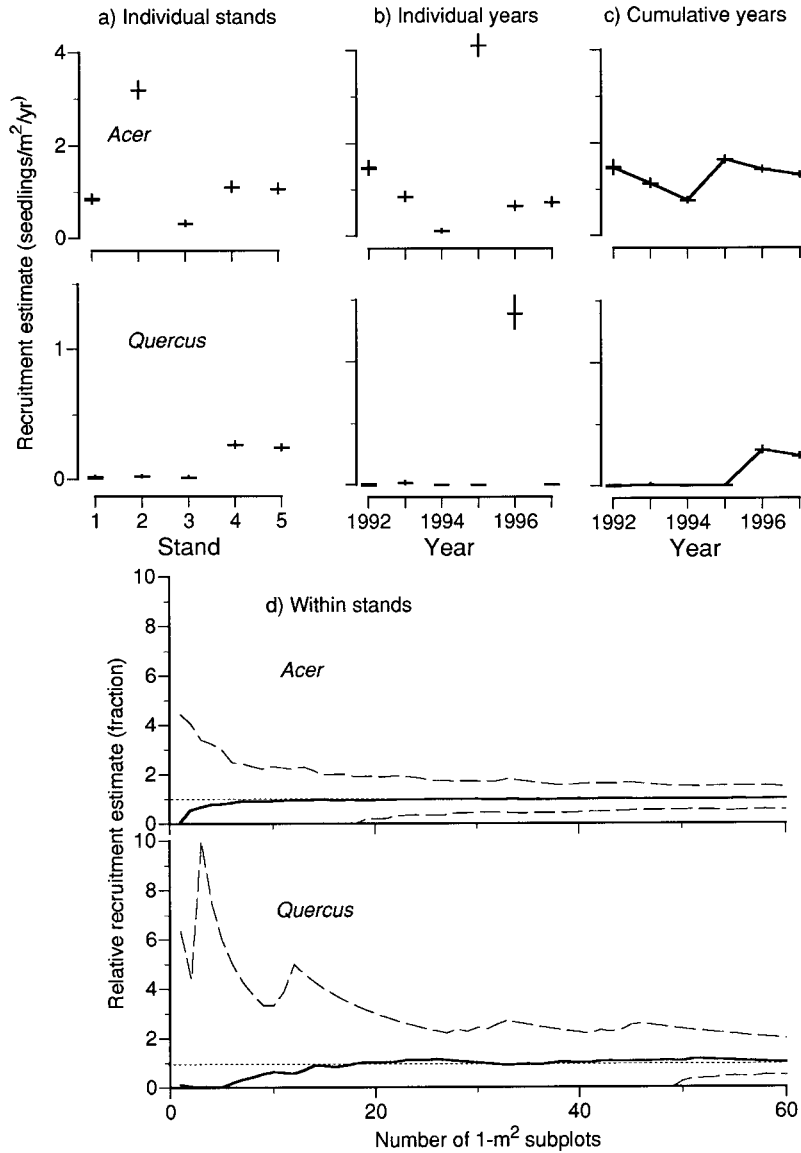 a) Individual stands
b) Individual years
c) Cumulative years
Recruitment estimate (seedlings/m²/yr)
4
2
0
Acer
1
0
Quercus
1 2 3 4 5
Stand
1992 1994 1996
Year
1992 1994 1996
Year
d) Within stands
Relative recruitment estimate (fraction)
10
8
6
4
2
0
Acer
10
8
6
4
2
0
Quercus
0 20 40 60
Number of 1-m² subplots